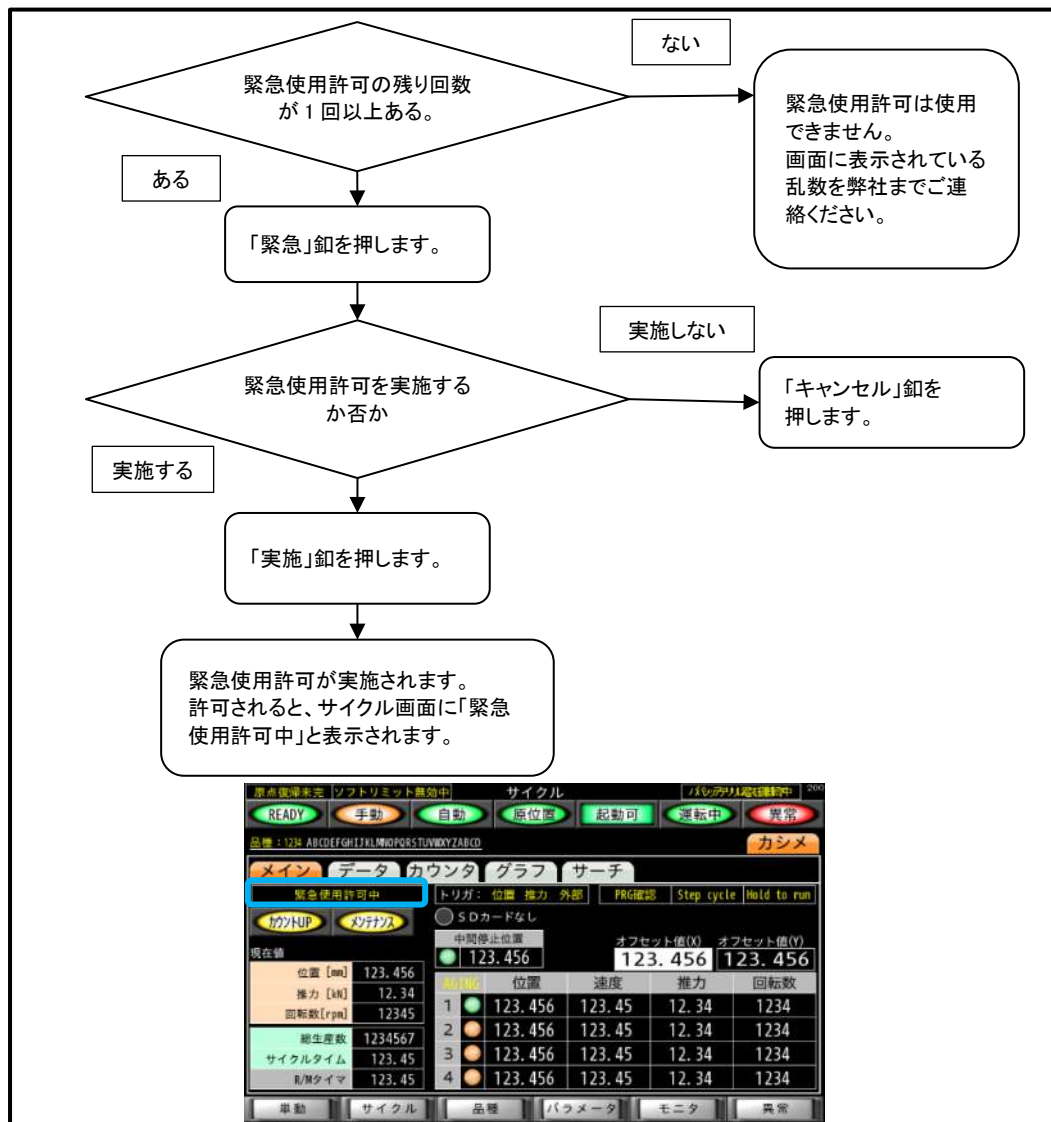 ない
緊急使用許可の残り回数
が 1 回以上ある。
緊急使用許可は使用
できません。
画面に表示されている
乱数を弊社までご連
絡ください。
ある
「緊急」釦を押します。
実施しない
緊急使用許可を実施する
か否か
「キャンセル」釦を
押します。
実施する
「実施」釦を押します。
緊急使用許可が実施されます。
許可されると、サイクル画面に「緊急
使用許可中」と表示されます。
原点復帰未完 ソフトリミット無効中 サイクル 200
READY 手動 自動 原位置 起動可 運転中 異常
品種：1234 ABCDEFGHIJKLMNOPQRSTUVWXYZABCD カシメ
メイン データ カウンタ グラフ サーチ
緊急使用許可中 トリガ： 位置 推力 外部 PRG確認 Step cycle Hold to run
カウントUP メンテナンス SDカードなし
中間停止位置 オフセット値(X) オフセット値(Y)
123.456 123.456 123.456
現在値
位置 [mm] 123.456
推力 [kN] 12.34
回転数[rpm] 12345
総生産数 1234567
サイクルタイム 123.45
R/Mタイマ 123.45
AGING 位置 速度 推力 回転数
1 123.456 123.45 12.34 1234
2 123.456 123.45 12.34 1234
3 123.456 123.45 12.34 1234
4 123.456 123.45 12.34 1234
単動 サイクル 品種 パラメータ モニタ 異常